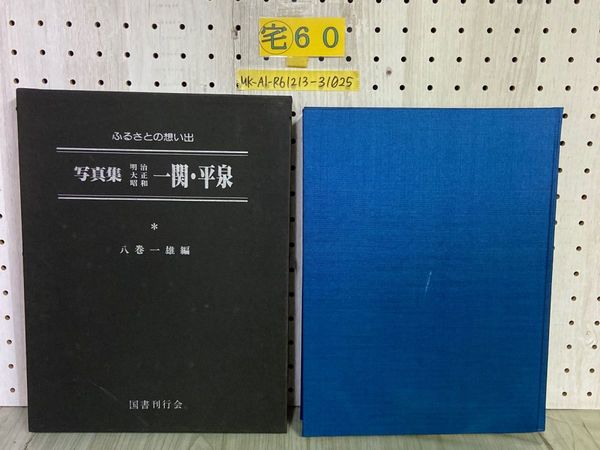 宅60
MK-A1-R61213-31025
ふるさとの想い出
写真集 明治 大正 昭和 一関・平泉
*
八巻一雄編
国書刊行会